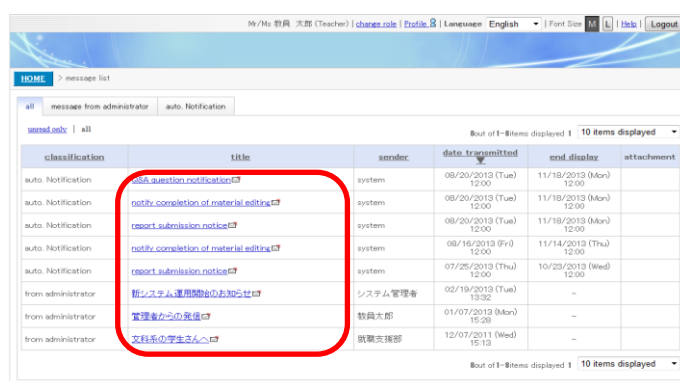 Mr/Ms 教員 太郎 (Teacher) | change role | Profile | Language English | Font Size M L | Help | Logout
HOME > message list
all message from administrator auto. Notification
unread only | all
8out of1-8items displayed 1 10 items displayed
classification title sender date transmitted ▼ end display attachment
auto. Notification Q&A question notification system 08/20/2013 (Tue) 12:00 11/18/2013 (Mon) 12:00
auto. Notification notify completion of material editing system 08/20/2013 (Tue) 12:00 11/18/2013 (Mon) 12:00
auto. Notification report submission notice system 08/20/2013 (Tue) 12:00 11/18/2013 (Mon) 12:00
auto. Notification notify completion of material editing system 08/16/2013 (Fri) 12:00 11/14/2013 (Thu) 12:00
auto. Notification report submission notice system 07/25/2013 (Thu) 12:00 10/23/2013 (Wed) 12:00
from administrator 新システム運用開始のお知らせ システム管理者 02/19/2013 (Tue) 13:32 -
from administrator 管理者からの発信 教員太郎 01/07/2013 (Mon) 15:28 -
from administrator 文科系の学生さんへ 就職支援部 12/07/2011 (Wed) 15:13 -
8out of1-8items displayed 1 10 items displayed